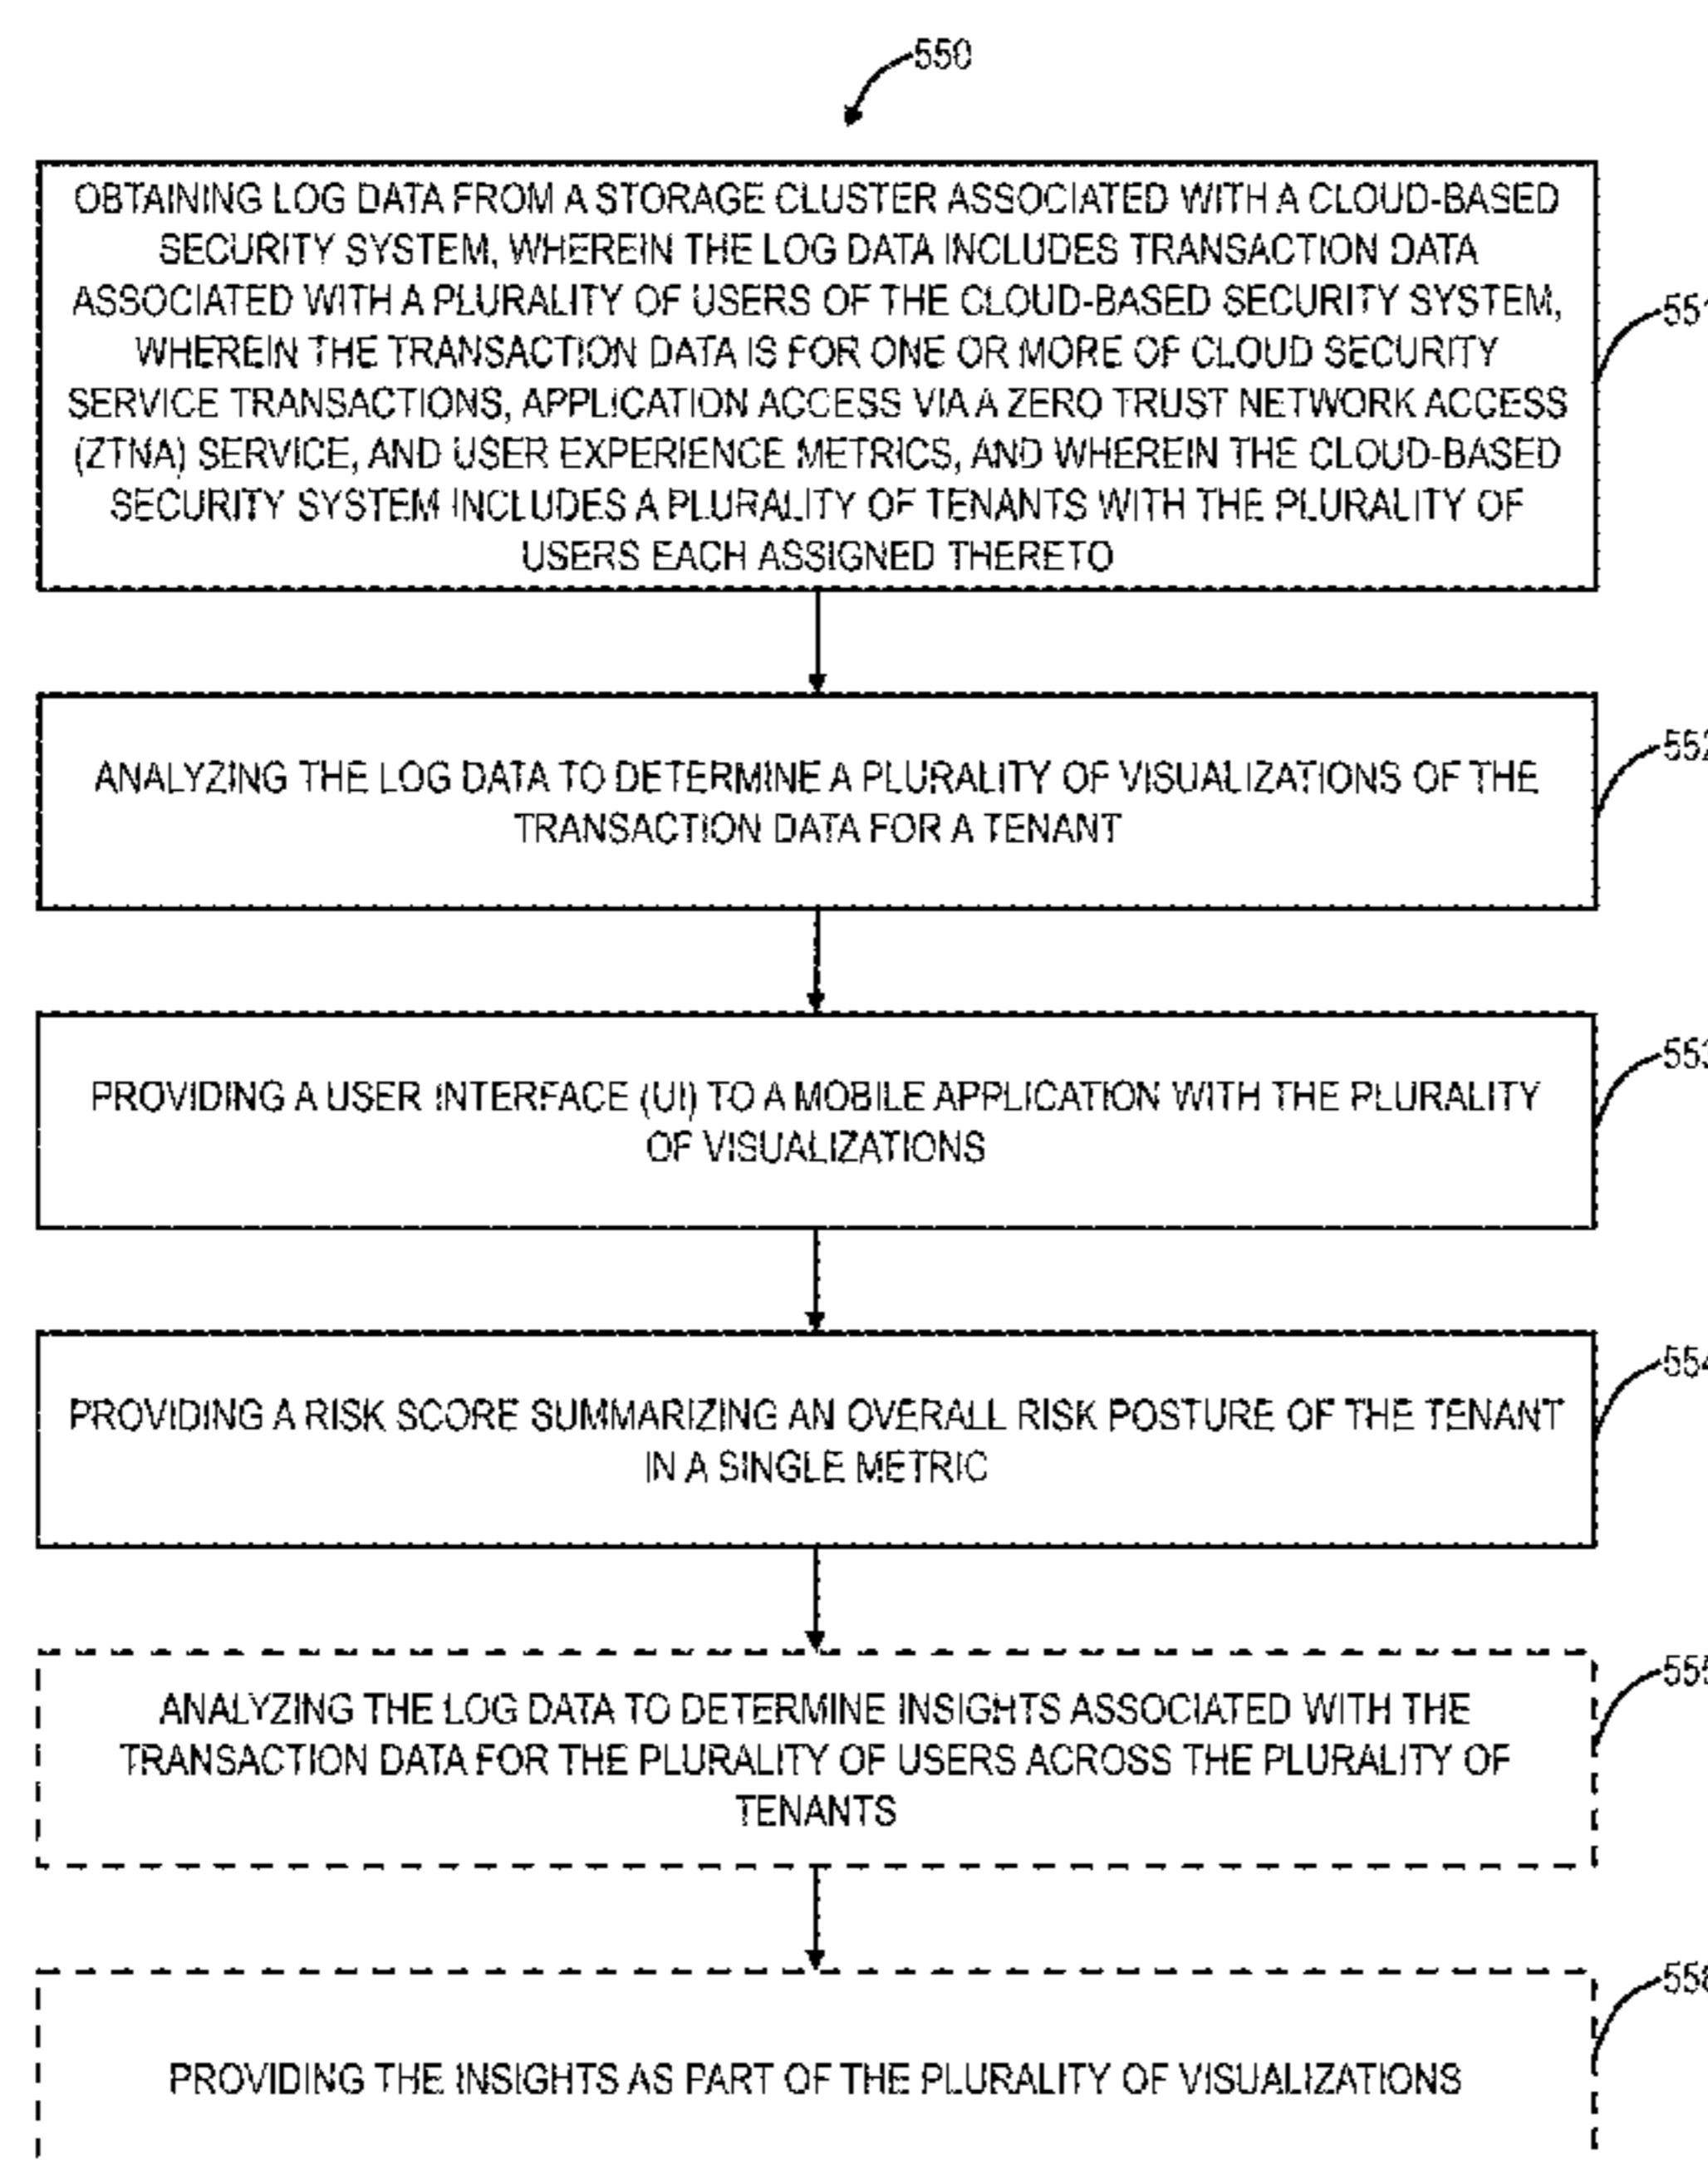 550
OBTAINING LOG DATA FROM A STORAGE CLUSTER ASSOCIATED WITH A CLOUD-BASED
SECURITY SYSTEM, WHEREIN THE LOG DATA INCLUDES TRANSACTION DATA
ASSOCIATED WITH A PLURALITY OF USERS OF THE CLOUD-BASED SECURITY SYSTEM,
WHEREIN THE TRANSACTION DATA IS FOR ONE OR MORE OF CLOUD SECURITY
SERVICE TRANSACTIONS, APPLICATION ACCESS VIA A ZERO TRUST NETWORK ACCESS
(ZTNA) SERVICE, AND USER EXPERIENCE METRICS, AND WHEREIN THE CLOUD-BASED
SECURITY SYSTEM INCLUDES A PLURALITY OF TENANTS WITH THE PLURALITY OF
USERS EACH ASSIGNED THERETO
551
ANALYZING THE LOG DATA TO DETERMINE A PLURALITY OF VISUALIZATIONS OF THE
TRANSACTION DATA FOR A TENANT
552
PROVIDING A USER INTERFACE (UI) TO A MOBILE APPLICATION WITH THE PLURALITY
OF VISUALIZATIONS
553
PROVIDING A RISK SCORE SUMMARIZING AN OVERALL RISK POSTURE OF THE TENANT
IN A SINGLE METRIC
554
ANALYZING THE LOG DATA TO DETERMINE INSIGHTS ASSOCIATED WITH THE
TRANSACTION DATA FOR THE PLURALITY OF USERS ACROSS THE PLURALITY OF
TENANTS
555
PROVIDING THE INSIGHTS AS PART OF THE PLURALITY OF VISUALIZATIONS